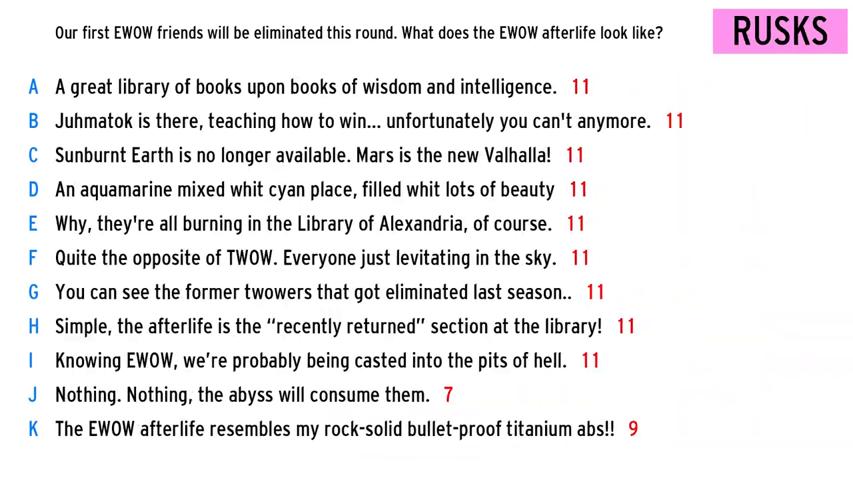 Our first EWOW friends will be eliminated this round. What does the EWOW afterlife look like?
RUSKS
A A great library of books upon books of wisdom and intelligence. 11
B Juhmatok is there, teaching how to win... unfortunately you can't anymore. 11
C Sunburnt Earth is no longer available. Mars is the new Valhalla! 11
D An aquamarine mixed whit cyan place, filled whit lots of beauty 11
E Why, they're all burning in the Library of Alexandria, of course. 11
F Quite the opposite of TWOW. Everyone just levitating in the sky. 11
G You can see the former twowers that got eliminated last season.. 11
H Simple, the afterlife is the “recently returned” section at the library! 11
I Knowing EWOW, we’re probably being casted into the pits of hell. 11
J Nothing. Nothing, the abyss will consume them. 7
K The EWOW afterlife resembles my rock-solid bullet-proof titanium abs!! 9